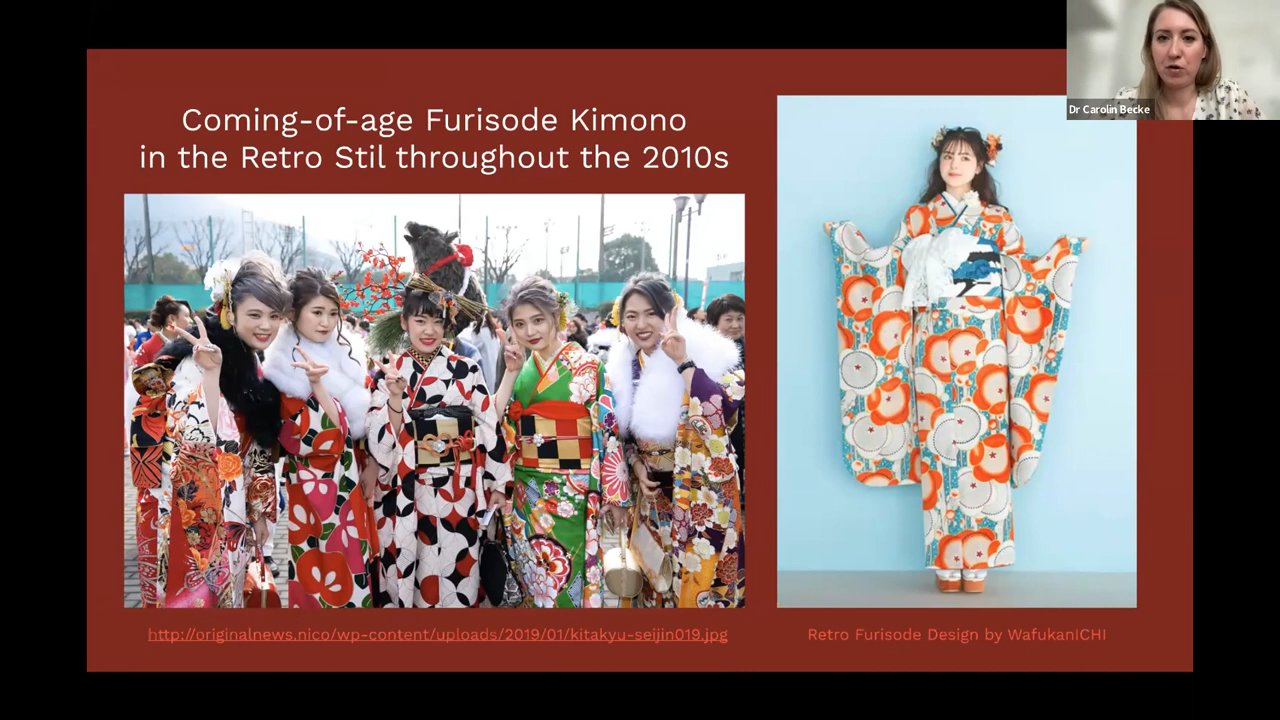 Dr Carolin Becke
Coming-of-age Furisode Kimono
in the Retro Stil throughout the 2010s
http://originalnews.nico/wp-content/uploads/2019/01/kitakyu-seijin019.jpg
Retro Furisode Design by WafukanICHI